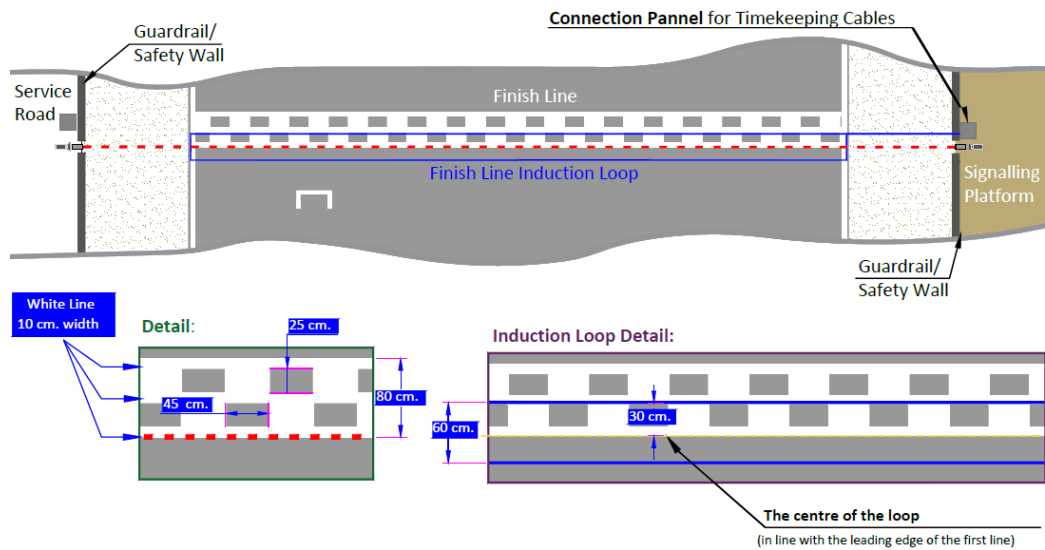 Connection Pannel for Timekeeping Cables
Guardrail/
Safety Wall
Service
Road
Finish Line
Finish Line Induction Loop
Signalling
Platform
Guardrail/
Safety Wall
White Line
10 cm. width
Detail:
25 cm.
45 cm.
80 cm.
Induction Loop Detail:
30 cm.
60 cm.
The centre of the loop
(in line with the leading edge of the first line)